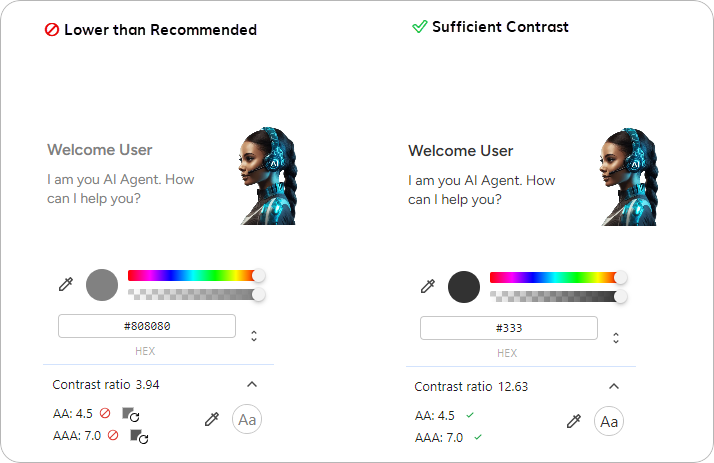 Lower than Recommended
Welcome User
I am you AI Agent. How
can I help you?
#808080
HEX
Contrast ratio 3.94
AA: 4.5
AAA: 7.0
Aa
Sufficient Contrast
Welcome User
I am you AI Agent. How
can I help you?
#333
HEX
Contrast ratio 12.63
AA: 4.5
AAA: 7.0
Aa